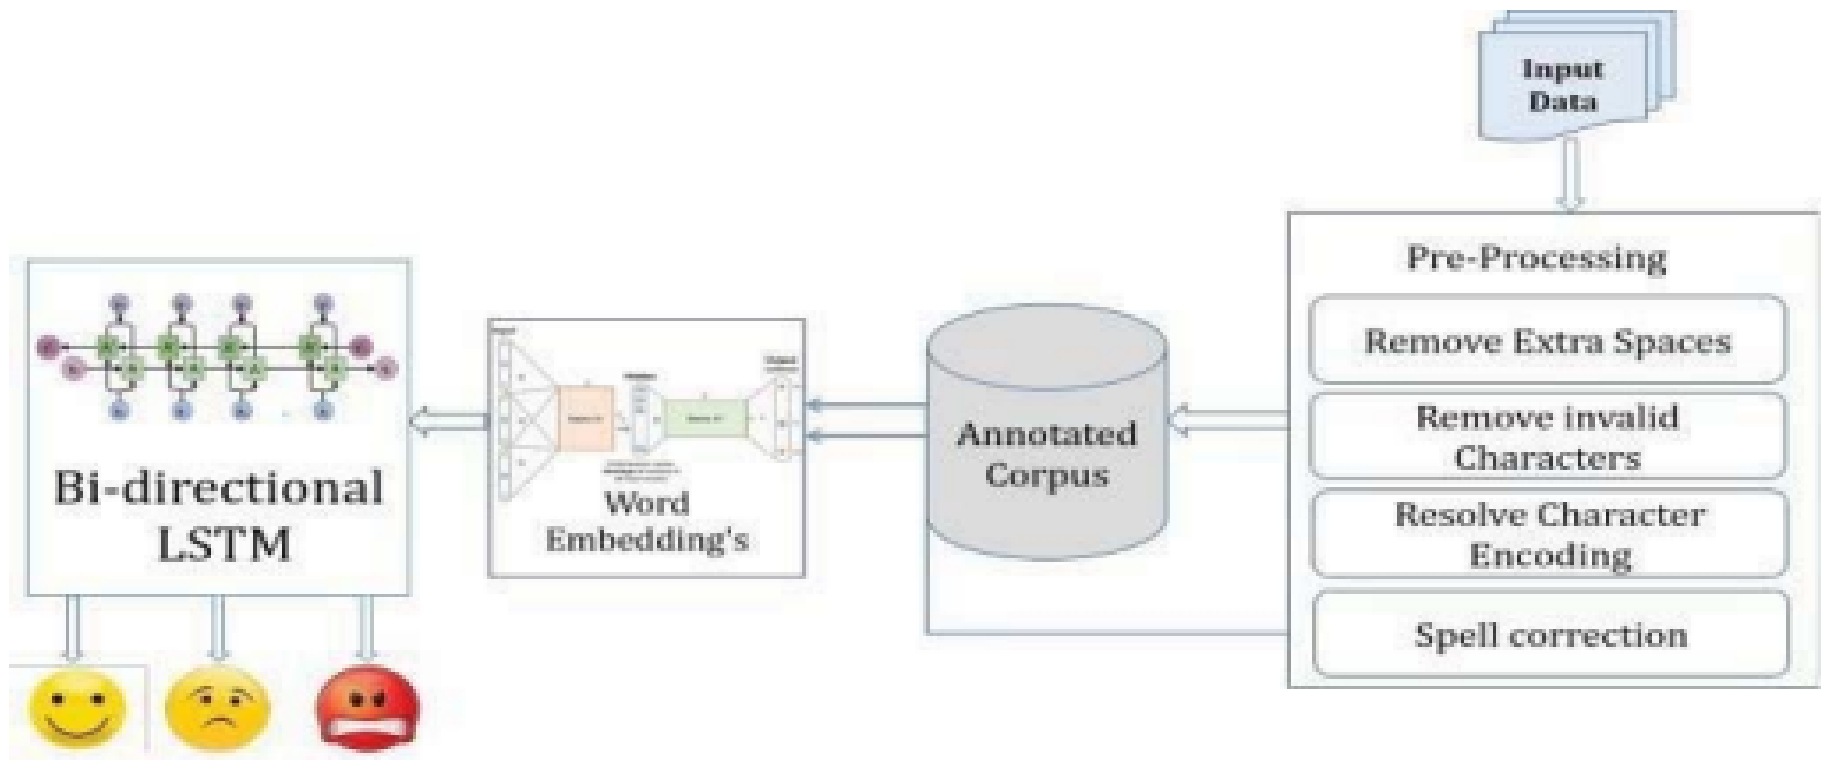 Input
Data
Pre-Processing
Remove Extra Spaces
Remove invalid
Characters
Resolve Character
Encoding
Spell correction
Annotated
Corpus
Word
Embedding's
Bi-directional
LSTM